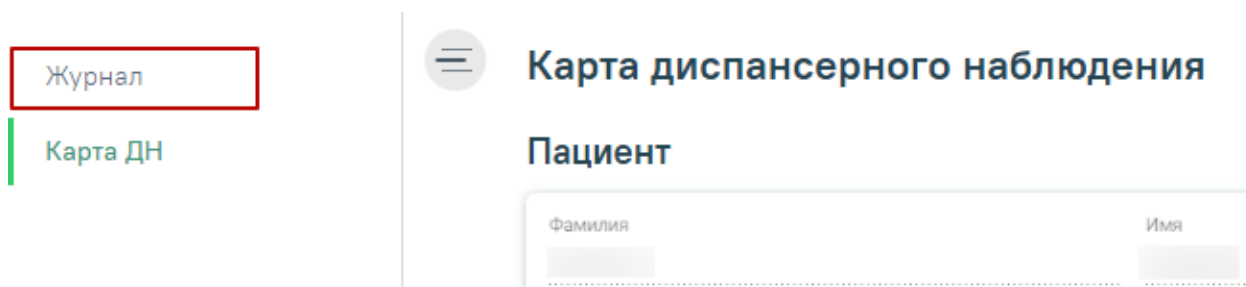 Журнал
Карта ДН
Карта диспансерного наблюдения
Пациент
Фамилия
Имя